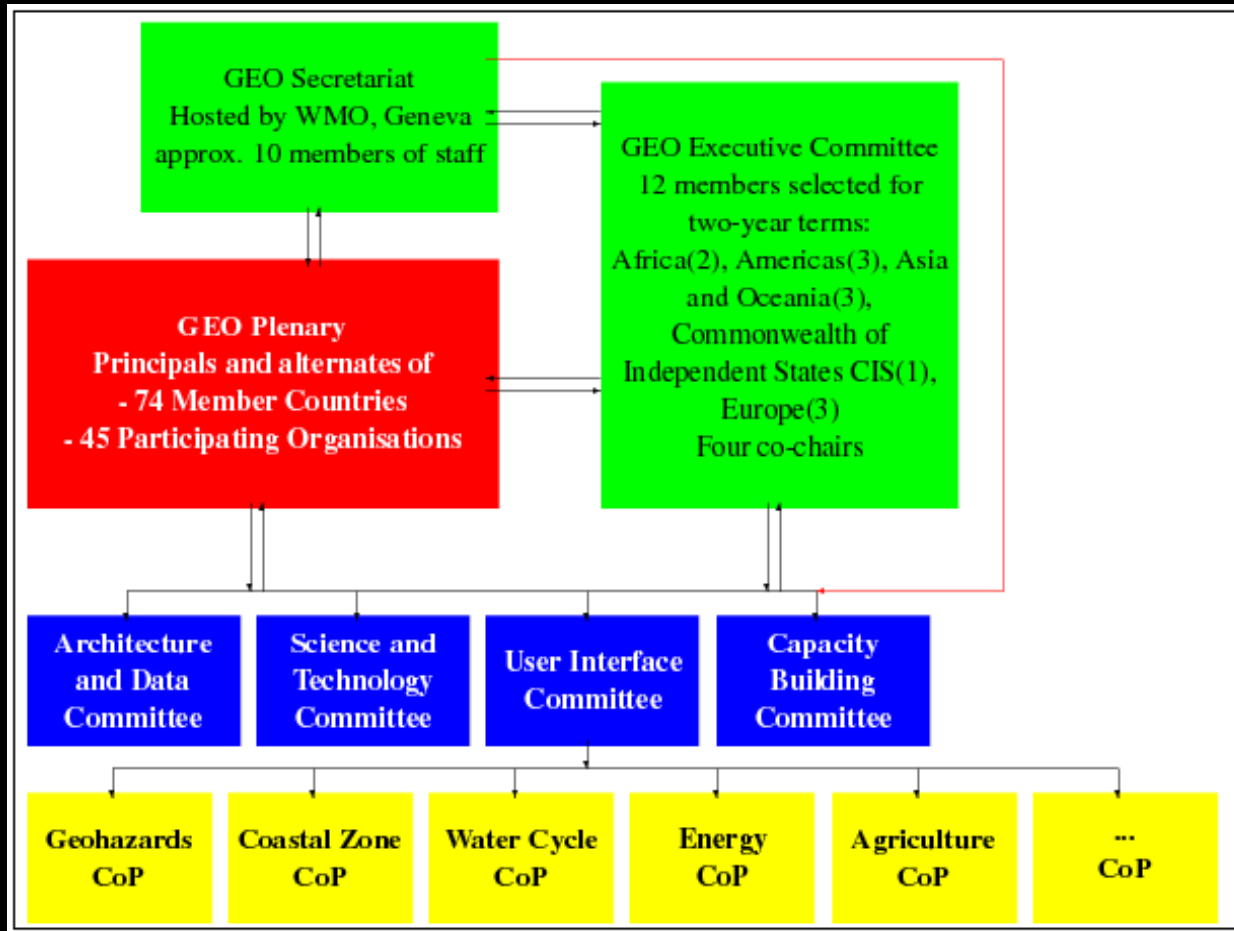 GEO Secretariat
Hosted by WMO, Geneva
approx. 10 members of staff
GEO Executive Committee
12 members selected for
two-year terms:
Africa(2), Americas(3), Asia
and Oceania(3),
Commonwealth of
Independent States CIS(1),
Europe(3)
Four co-chairs
GEO Plenary
Principals and alternates of
- 74 Member Countries
- 45 Participating Organisations
Architecture
and Data
Committee
Science and
Technology
Committee
User Interface
Committee
Capacity
Building
Committee
Geohazards
CoP
Coastal Zone
CoP
Water Cycle
CoP
Energy
CoP
Agriculture
CoP
...
CoP